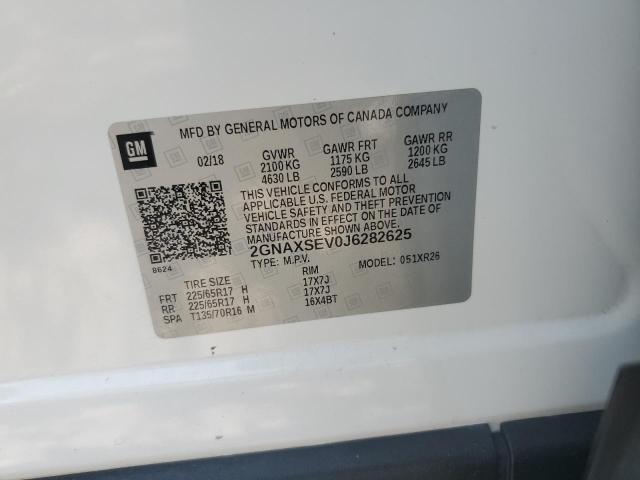 GM
MFD BY GENERAL MOTORS OF CANADA COMPANY
02/18 GVWR GAWR FRT GAWR RR
2100 KG 1175 KG 1200 KG
4630 LB 2590 LB 2645 LB
THIS VEHICLE CONFORMS TO ALL
APPLICABLE U.S. FEDERAL MOTOR
VEHICLE SAFETY AND THEFT PREVENTION
STANDARDS IN EFFECT ON THE DATE OF
MANUFACTURE SHOWN ABOVE.
2GNAXSEV0J6282625
8624 TYPE: M.P.V. MODEL: 051XR26
TIRE SIZE RIM
FRT 225/65R17 H 17X7J
RR 225/65R17 H 17X7J
SPA T135/70R16 M 16X4BT